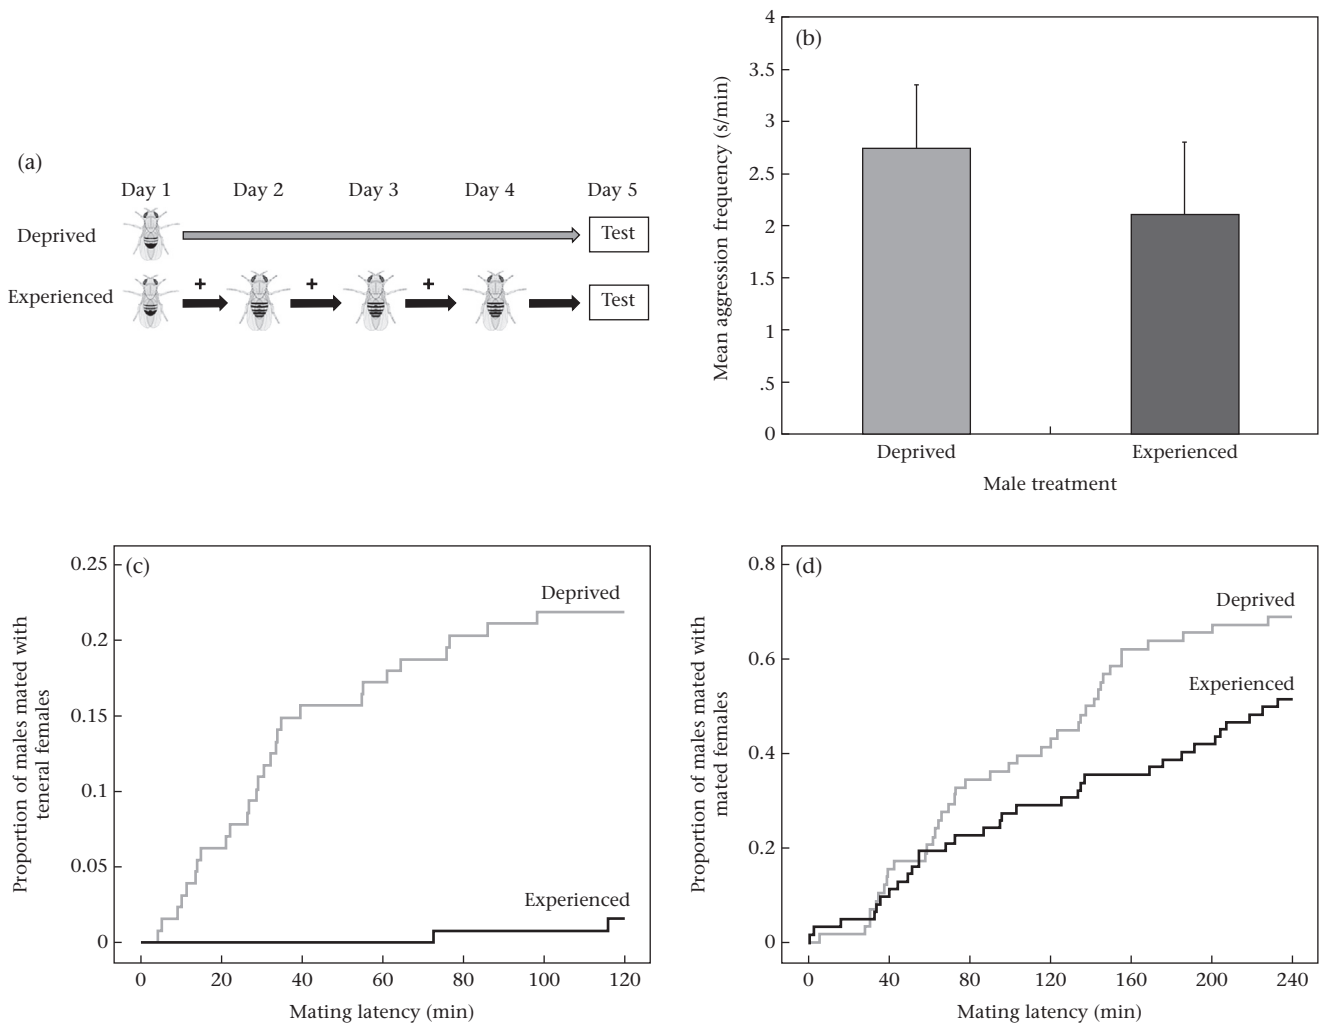 (a)
Day 1 Day 2 Day 3 Day 4 Day 5
Deprived Test
+ + +
Experienced Test
(b)
Mean aggression frequency (s/min)
4
3.5
3
2.5
2
1.5
1
.5
0
Deprived Experienced
Male treatment
(c)
Proportion of males mated with
teneral females
0.25
0.2
0.15
0.1
0.05
0
Deprived
Experienced
0 20 40 60 80 100 120
Mating latency (min)
(d)
Proportion of males mated with
mated females
0.8
0.6
0.4
0.2
0
Deprived
Experienced
0 40 80 120 160 200 240
Mating latency (min)